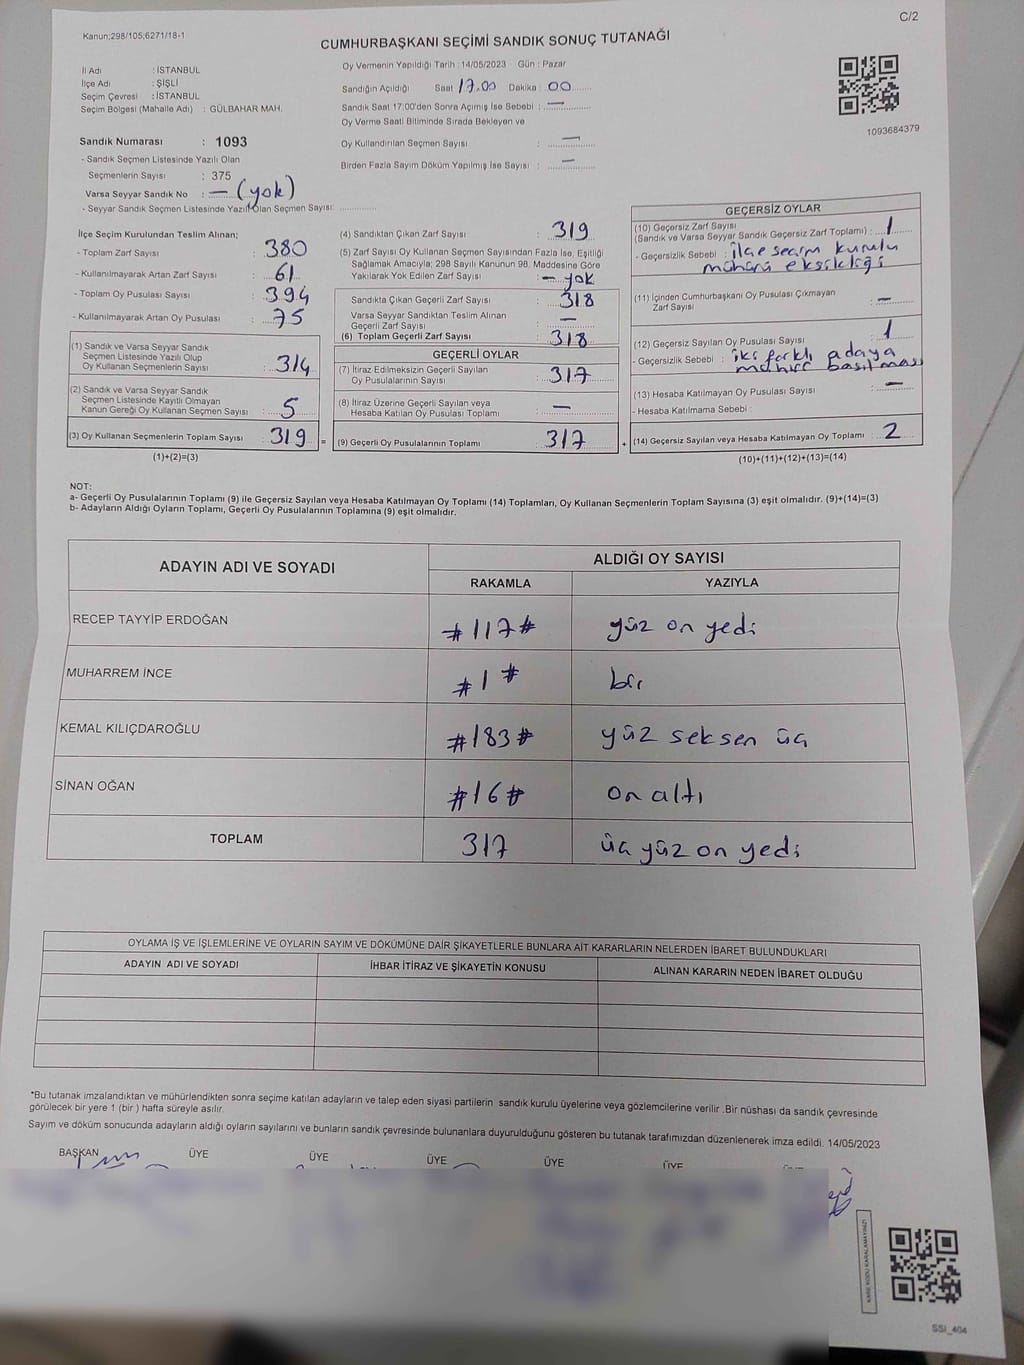 C/2
Kanun;298/105;6271/18-1
CUMHURBAŞKANI SEÇİMİ SANDIK SONUÇ TUTANAĞI
İl Adı : İSTANBUL
İlçe Adı : ŞİŞLİ
Seçim Çevresi : İSTANBUL
Seçim Bölgesi (Mahalle Adı) : GÜLBAHAR MAH.
Oy Vermenin Yapıldığı Tarih : 14/05/2023 Gün : Pazar
Sandığın Açıldığı Saat 17.00 Dakika : 00
Sandık Saat 17:00'den Sonra Açımış İse Sebebi : —
Oy Verme Saati Bitiminde Sırada Bekleyen ve
Oy Kullandırılan Seçmen Sayısı : —
Birden Fazla Sayım Döküm Yapılmış İse Sayısı : —
1093684379
Sandık Numarası : 1093
- Sandık Seçmen Listesinde Yazılı Olan
Seçmenlerin Sayısı : 375
Varsa Seyyar Sandık No : — (yok)
- Seyyar Sandık Seçmen Listesinde Yazılı Olan Seçmen Sayısı:
İlçe Seçim Kurulundan Teslim Alınan;
- Toplam Zarf Sayısı : 380
- Kullanılmayarak Artan Zarf Sayısı : 61
- Toplam Oy Pusulası Sayısı : 394
- Kullanılmayarak Artan Oy Pusulası : 75
(1) Sandık ve Varsa Seyyar Sandık
Seçmen Listesinde Yazılı Olup
Oy Kullanan Seçmenlerin Sayısı : 314
(2) Sandık ve Varsa Seyyar Sandık
Seçmen Listesinde Kayıtlı Olmayan
Kanun Gereği Oy Kullanan Seçmen Sayısı : 5
(3) Oy Kullanan Seçmenlerin Toplam Sayısı : 319 =
(1)+(2)=(3)
(4) Sandıktan Çıkan Zarf Sayısı : 319
(5) Zarf Sayısı Oy Kullanan Seçmen Sayısından Fazla İse, Eşitliği
Sağlamak Amacıyla; 298 Sayılı Kanunun 98. Maddesine Göre
Yakılarak Yok Edilen Zarf Sayısı : — yok
Sandıkta Çıkan Geçerli Zarf Sayısı : 318
Varsa Seyyar Sandıktan Teslim Alınan
Geçerli Zarf Sayısı : —
(6) Toplam Geçerli Zarf Sayısı : 318
GEÇERLİ OYLAR
(7) İtiraz Edilmeksizin Geçerli Sayılan
Oy Pusulalarının Sayısı : 317
(8) İtiraz Üzerine Geçerli Sayılan veya
Hesaba Katılan Oy Pusulası Toplamı : —
(9) Geçerli Oy Pusulalarının Toplamı : 317 +
GEÇERSİZ OYLAR
(10) Geçersiz Zarf Sayısı
(Sandık ve Varsa Seyyar Sandık Geçersiz Zarf Toplamı) : 1
- Geçersizlik Sebebi : ilçe seçim kurulu
mührü eksikliği
(11) İçinden Cumhurbaşkanı Oy Pusulası Çıkmayan
Zarf Sayısı : —
(12) Geçersiz Sayılan Oy Pusulası Sayısı : 1
- Geçersizlik Sebebi : iki farklı adaya
mühür basılması
(13) Hesaba Katılmayan Oy Pusulası Sayısı : —
- Hesaba Katılmama Sebebi :
(14) Geçersiz Sayılan veya Hesaba Katılmayan Oy Toplamı : 2
(10)+(11)+(12)+(13)=(14)
NOT:
a- Geçerli Oy Pusulalarının Toplamı (9) ile Geçersiz Sayılan veya Hesaba Katılmayan Oy Toplamı (14) Toplamları, Oy Kullanan Seçmenlerin Toplam Sayısına (3) eşit olmalıdır. (9)+(14)=(3)
b- Adayların Aldığı Oyların Toplamı, Geçerli Oy Pusulalarının Toplamına (9) eşit olmalıdır.
ADAYIN ADI VE SOYADI
ALDIĞI OY SAYISI
RAKAMLA YAZIYLA
RECEP TAYYİP ERDOĞAN #117# yüz on yedi
MUHARREM İNCE #1# bir
KEMAL KILIÇDAROĞLU #183# yüz seksen üç
SİNAN OĞAN #16# on altı
TOPLAM 317 üç yüz on yedi
OYLAMA İŞ VE İŞLEMLERİNE VE OYLARIN SAYIM VE DÖKÜMÜNE DAİR ŞİKAYETLERLE BUNLARA AİT KARARLARIN NELERDEN İBARET BULUNDUKLARI
ADAYIN ADI VE SOYADI İHBAR İTİRAZ VE ŞİKAYETİN KONUSU ALINAN KARARIN NEDEN İBARET OLDUĞU
*Bu tutanak imzalandıktan ve mühürlendikten sonra seçime katılan adayların ve talep eden siyasi partilerin sandık kurulu üyelerine veya gözlemcilerine verilir .Bir nüshası da sandık çevresinde
görülecek bir yere 1 (bir ) hafta süreyle asılır.
Sayım ve döküm sonucunda adayların aldığı oyların sayılarını ve bunların sandık çevresinde bulunanlara duyurulduğunu gösteren bu tutanak tarafımızdan düzenlenerek imza edildi. 14/05/2023
BAŞKAN ÜYE ÜYE ÜYE ÜYE ÜYE
KARE KODU KARALAMAYINIZ!
SSI_404